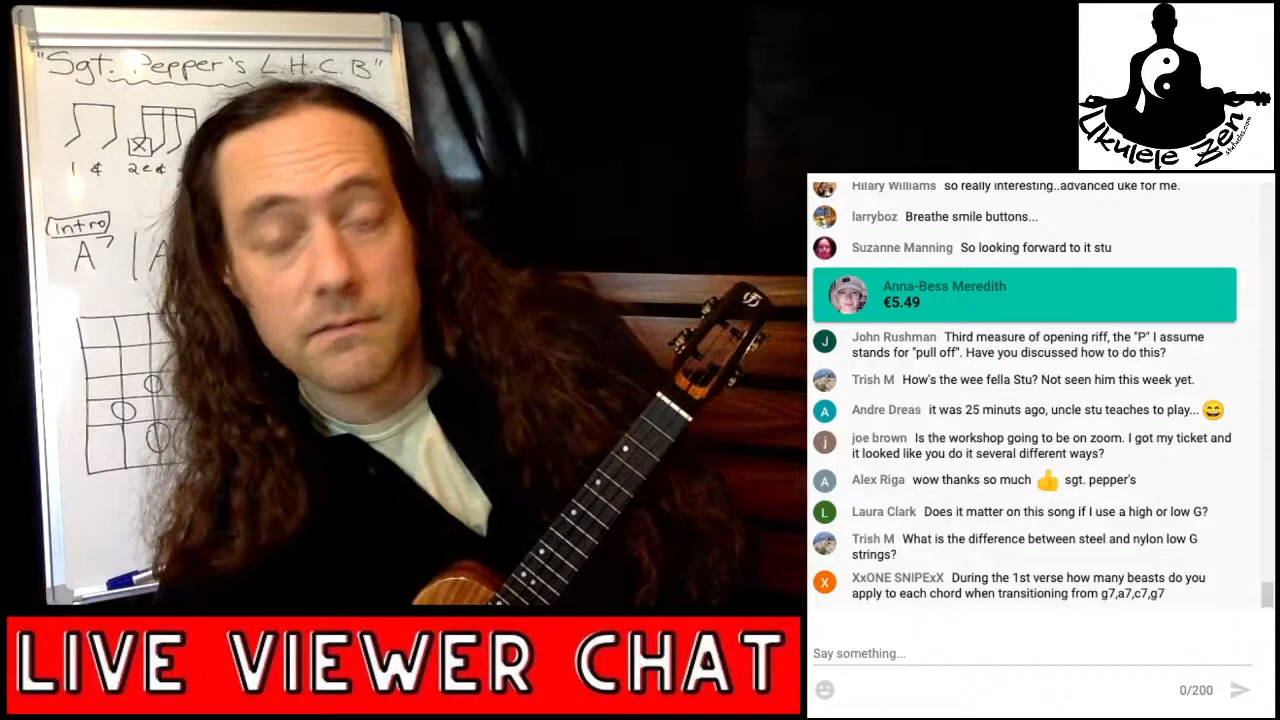 "Sgt. Pepper's L.H.C.B"
1 & 2 e &
Intro
A7 | A
LIVE VIEWER CHAT
Ukulele Zen
Hilary Williams so really interesting..advanced uke for me.
larryboz Breathe smile buttons...
Suzanne Manning So looking forward to it stu
Anna-Bess Meredith
€5.49
John Rushman Third measure of opening riff, the "P" I assume
stands for "pull off". Have you discussed how to do this?
Trish M How's the wee fella Stu? Not seen him this week yet.
A Andre Dreas it was 25 minuts ago, uncle stu teaches to play... 😄
j joe brown Is the workshop going to be on zoom. I got my ticket and
it looked like you do it several different ways?
A Alex Riga wow thanks so much 👍 sgt. pepper's
L Laura Clark Does it matter on this song if I use a high or low G?
Trish M What is the difference between steel and nylon low G
strings?
X XxONE SNIPExX During the 1st verse how many beasts do you
apply to each chord when transitioning from g7,a7,c7,g7
Say something...
0/200